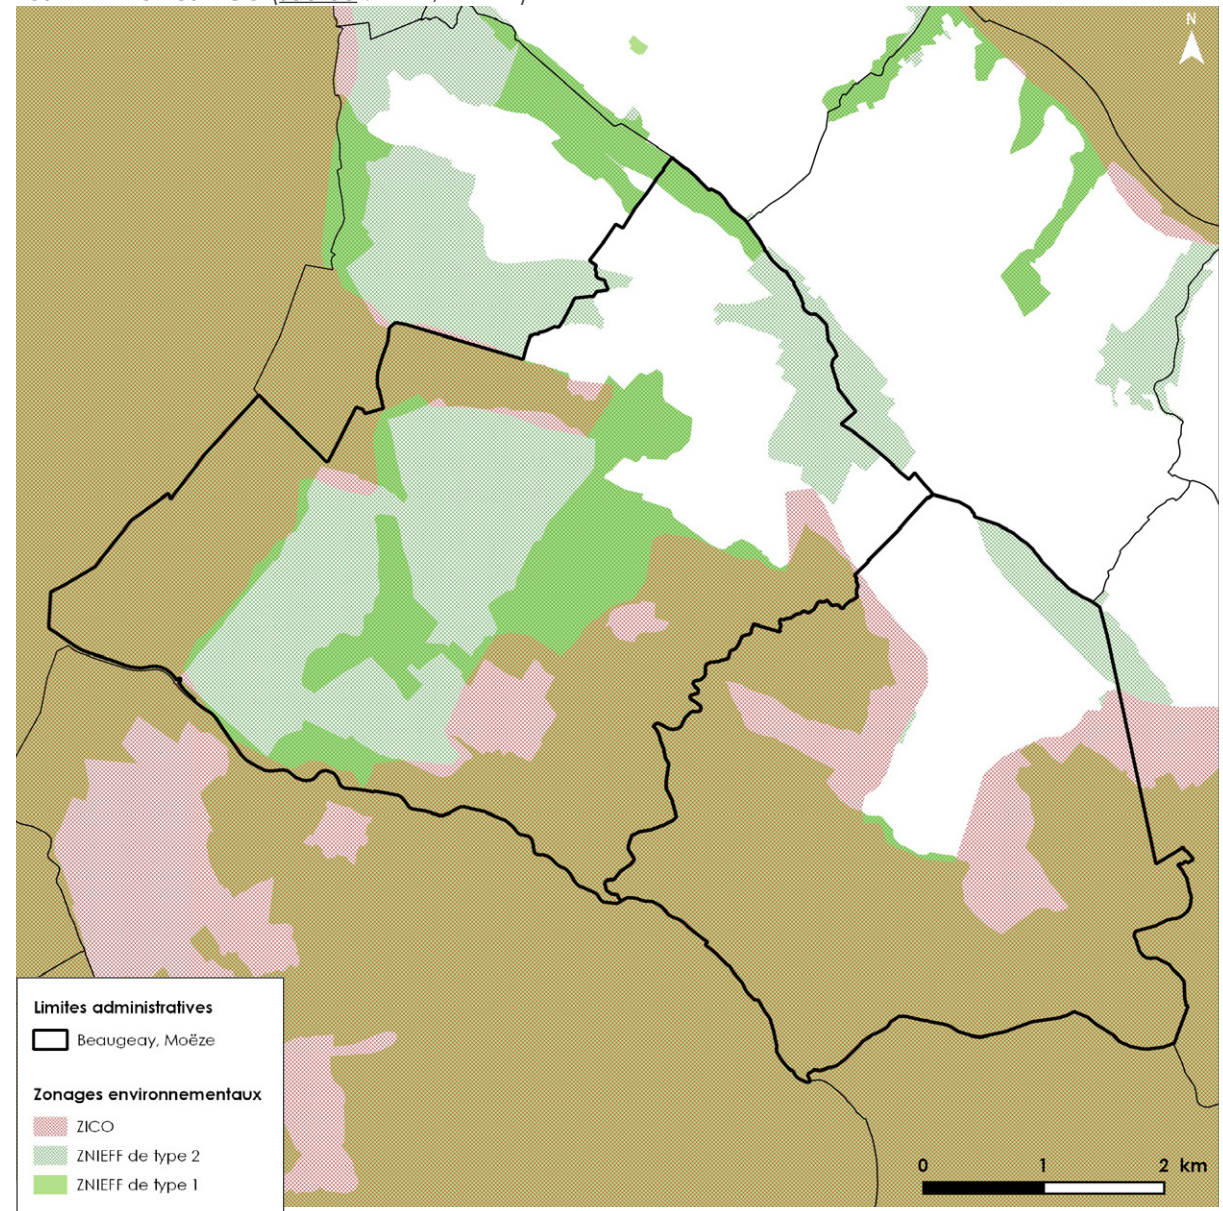 N
Limites administratives
Beaugeay, Moëze
Zonages environnementaux
ZICO
ZNIEFF de type 2
ZNIEFF de type 1
0 1 2 km